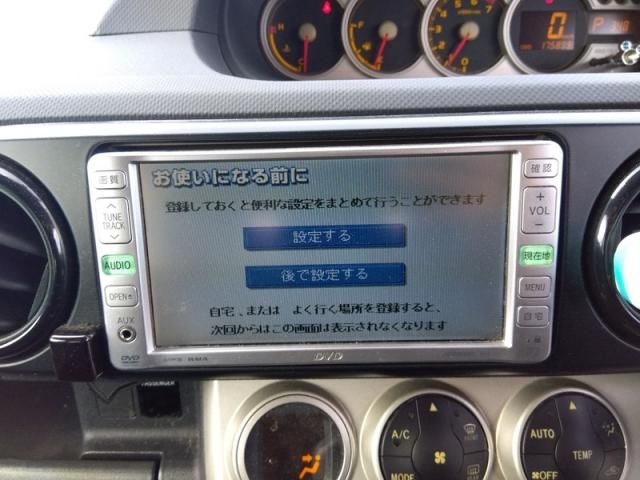 H
C
F
E
0
P
画質
TUNE
TRACK
AUDIO
OPEN
AUX
DVD
お使いになる前に
登録しておくと便利な設定をまとめて行うことができます
設定する
後で設定する
自宅、または よく行く場所を登録すると、
次回からはこの画面は表示されなくなります
確認
+
VOL
-
現在地
MENU
自宅
WMA
DVD
PASSENGER
A/C
MODE
FRONT
AUTO
TEMP
OFF